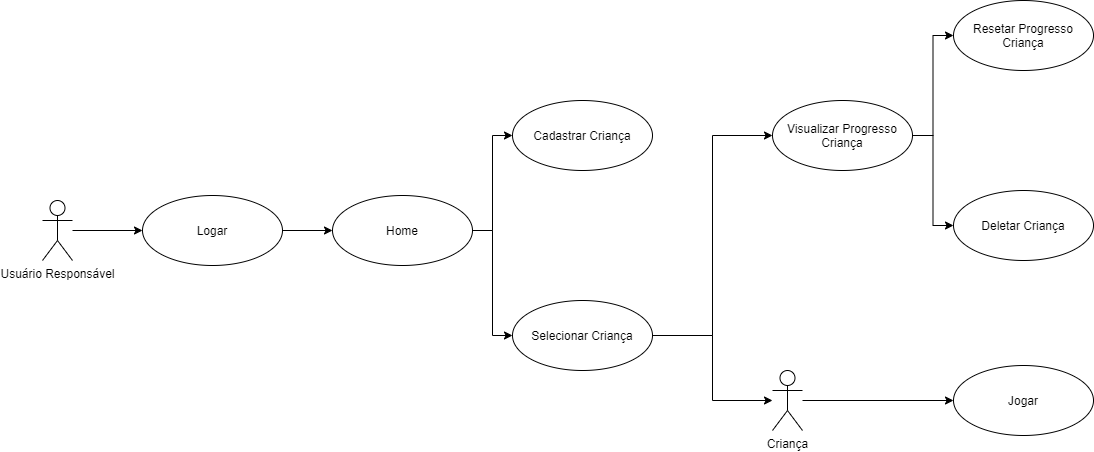 Resetar Progresso
Criança
Cadastrar Criança
Visualizar Progresso
Criança
Logar
Home
Deletar Criança
Usuário Responsável
Selecionar Criança
Jogar
Criança